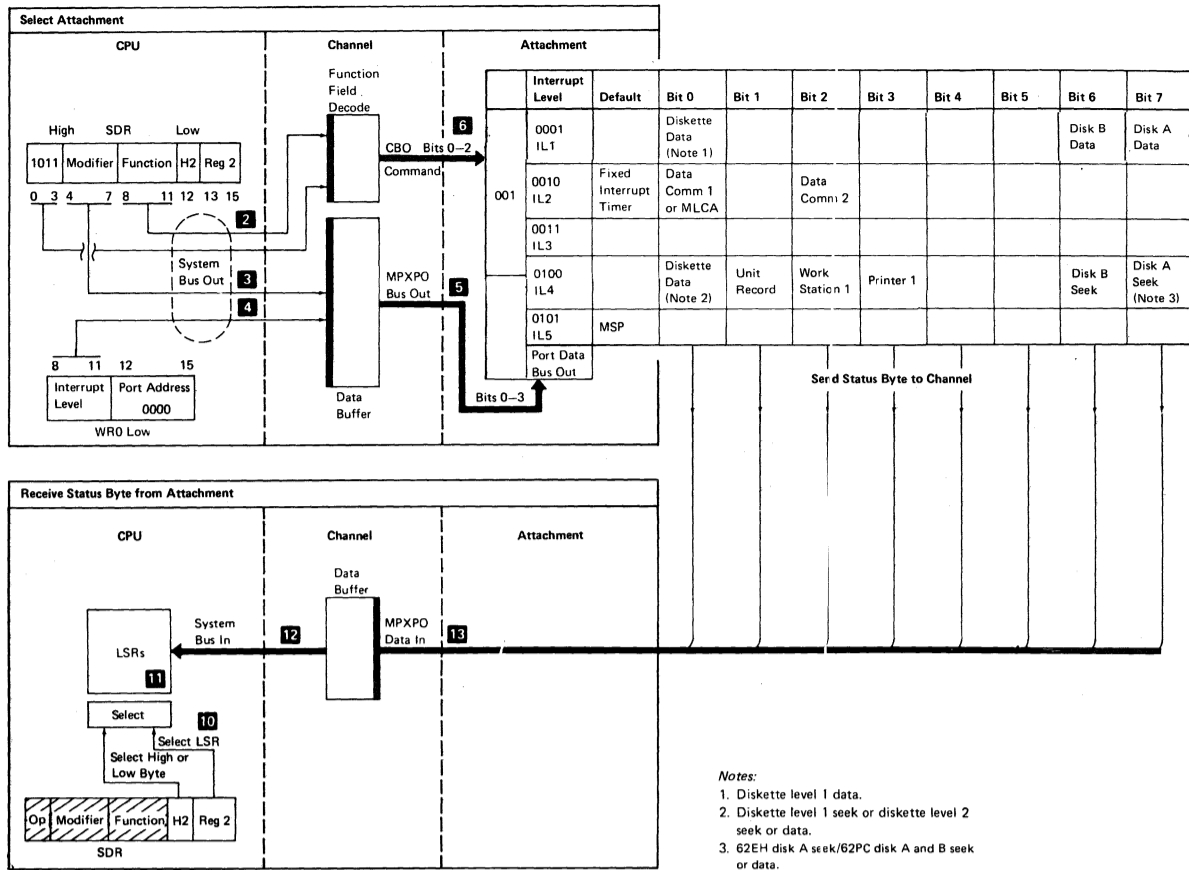 Select Attachment
CPU
Channel
Attachment
Function
Field
Decode
High SDR Low
1011 Modifier Function H2 Reg 2
0 3 4 7 8 11 12 13 15
2
System
Bus Out
3
4
8 11 12 15
Interrupt
Level
Port Address
0000
WR0 Low
CBO Bits 0–2
Command
6
MPXPO
Bus Out
5
Data
Buffer
Bits 0–3
Interrupt
Level
Default
Bit 0
Bit 1
Bit 2
Bit 3
Bit 4
Bit 5
Bit 6
Bit 7
001
0001
IL1
Diskette
Data
(Note 1)
Disk B
Data
Disk A
Data
0010
IL2
Fixed
Interrupt
Timer
Data
Comm 1
or MLCA
Data
Comm 2
0011
IL3
0100
IL4
Diskette
Data
(Note 2)
Unit
Record
Work
Station 1
Printer 1
Disk B
Seek
Disk A
Seek
(Note 3)
0101
IL5
MSP
Port Data
Bus Out
Send Status Byte to Channel
Receive Status Byte from Attachment
CPU
Channel
Attachment
Data
Buffer
LSRs
11
System
Bus In
12
MPXPO
Data In
13
Select
10
Select LSR
Select High or
Low Byte
Op Modifier Function H2 Reg 2
SDR
Notes:
1. Diskette level 1 data.
2. Diskette level 1 seek or diskette level 2
seek or data.
3. 62EH disk A seek/62PC disk A and B seek
or data.